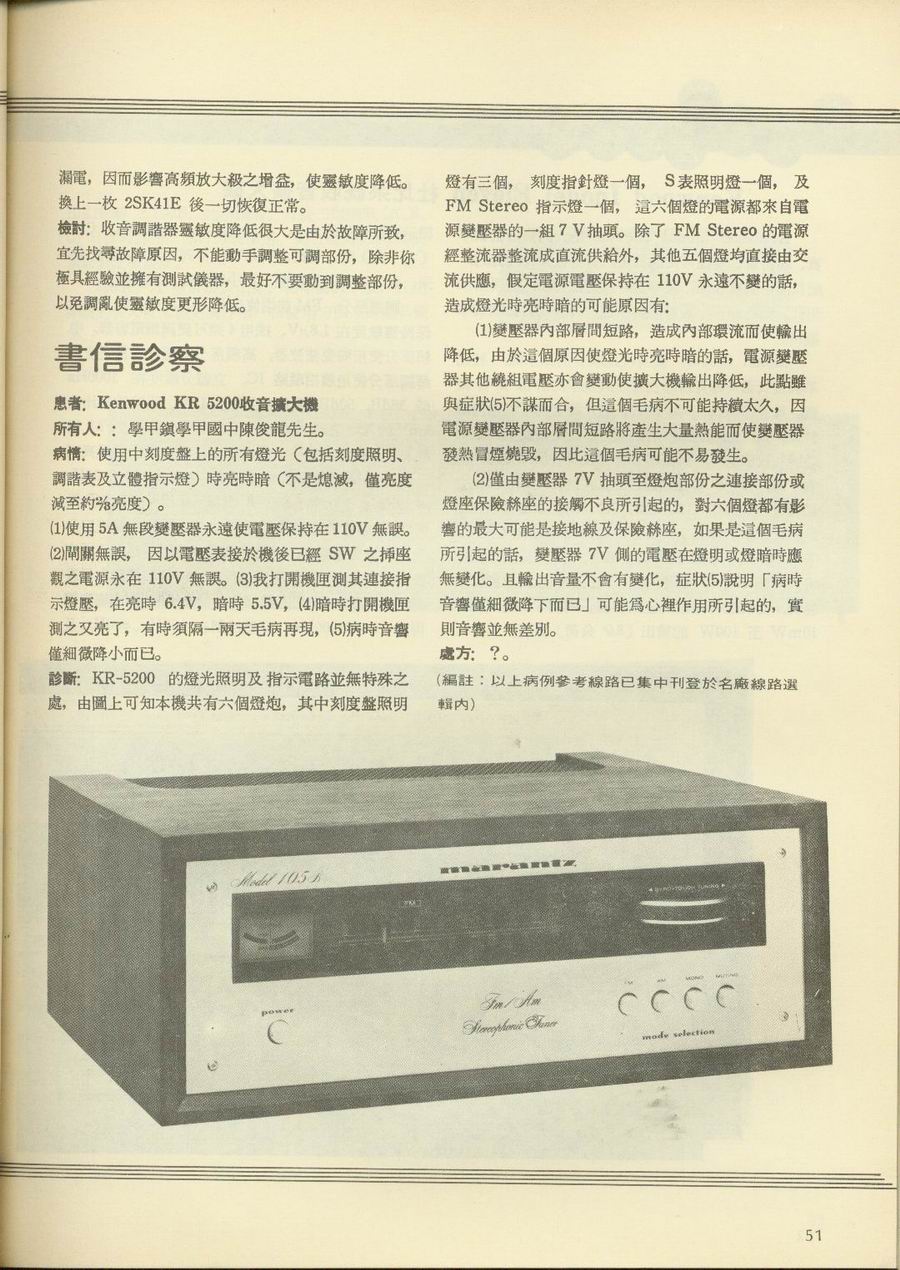 漏電，因而影響高頻放大級之增益，使靈敏度降低。
換上一枚 2SK41E 後一切恢復正常。
檢討：收音調諧器靈敏度降低很大是由於故障所致，
宜先找尋故障原因，不能動手調整可調部份，除非你
極具經驗並擁有測試儀器，最好不要動到調整部份，
以免調亂使靈敏度更形降低。
書信診察
患者：Kenwood KR 5200收音擴大機
所有人：：學甲鎮學甲國中陳俊龍先生。
病情：使用中刻度盤上的所有燈光（包括刻度照明、
調諧表及立體指示燈）時亮時暗（不是熄滅，僅亮度
減至約⅔亮度）。
⑴使用 5A 無段變壓器永遠使電壓保持在 110V 無誤。
⑵閘關無誤，因以電壓表接於機後已經 SW 之揷座
觀之電源永在 110V 無誤。⑶我打開機匣測其連接指
示燈壓，在亮時 6.4V，暗時 5.5V，⑷暗時打開機匣
測之又亮了，有時須隔一兩天毛病再現，⑸病時音響
僅細微降小而已。
診斷：KR-5200 的燈光照明及指示電路並無特殊之
處，由圖上可知本機共有六個燈炮，其中刻度盤照明
燈有三個，刻度指針燈一個，S表照明燈一個，及
FM Stereo 指示燈一個，這六個燈的電源都來自電
源變壓器的一組 7 V 抽頭。除了 FM Stereo 的電源
經整流器整流成直流供給外，其他五個燈均直接由交
流供應，假定電源電壓保持在 110V 永遠不變的話，
造成燈光時亮時暗的可能原因有：
⑴變壓器內部層間短路，造成內部環流而使輸出
降低，由於這個原因使燈光時亮時暗的話，電源變壓
器其他繞組電壓亦會變動使擴大機輸出降低，此點雖
與症狀⑸不謀而合，但這個毛病不可能持續太久，因
電源變壓器內部層間短路將產生大量熱能而使變壓器
發熱冒煙燒毀，因此這個毛病可能不易發生。
⑵僅由變壓器 7V 抽頭至燈炮部份之連接部份或
燈座保險絲座的接觸不良所引起的，對六個燈都有影
響的最大可能是接地線及保險絲座，如果是這個毛病
所引起的話，變壓器 7V 側的電壓在燈明或燈暗時應
無變化。且輸出音量不會有變化，症狀⑸說明「病時
音響僅細微降下而已」可能為心裡作用所引起的，實
則音響並無差別。
處方：？。
（編註：以上病例參考線路已集中刊登於名廠線路選
輯內）
Model 105B
marantz
FM
◀ GYRO-TOUCH TUNING ▶
power
Fm/Am
Stereophonic Tuner
FM AM MONO MUTING
mode selection
51